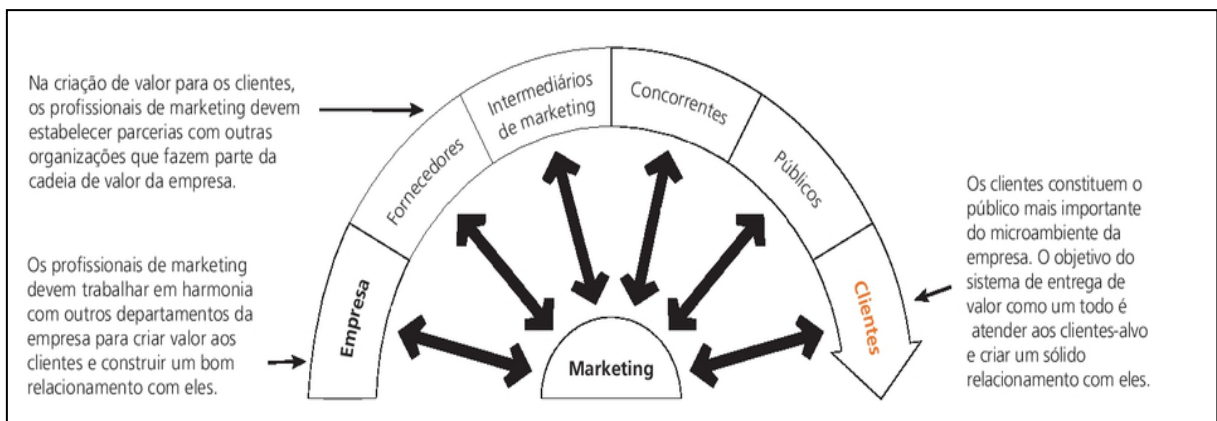 Na criação de valor para os clientes,
os profissionais de marketing devem
estabelecer parcerias com outras
organizações que fazem parte da
cadeia de valor da empresa.
Os profissionais de marketing
devem trabalhar em harmonia
com outros departamentos da
empresa para criar valor aos
clientes e construir um bom
relacionamento com eles.
Empresa
Fornecedores
Intermediários
de marketing
Concorrentes
Públicos
Clientes
Marketing
Os clientes constituem o
público mais importante
do microambiente da
empresa. O objetivo do
sistema de entrega de
valor como um todo é
atender aos clientes-alvo
e criar um sólido
relacionamento com eles.